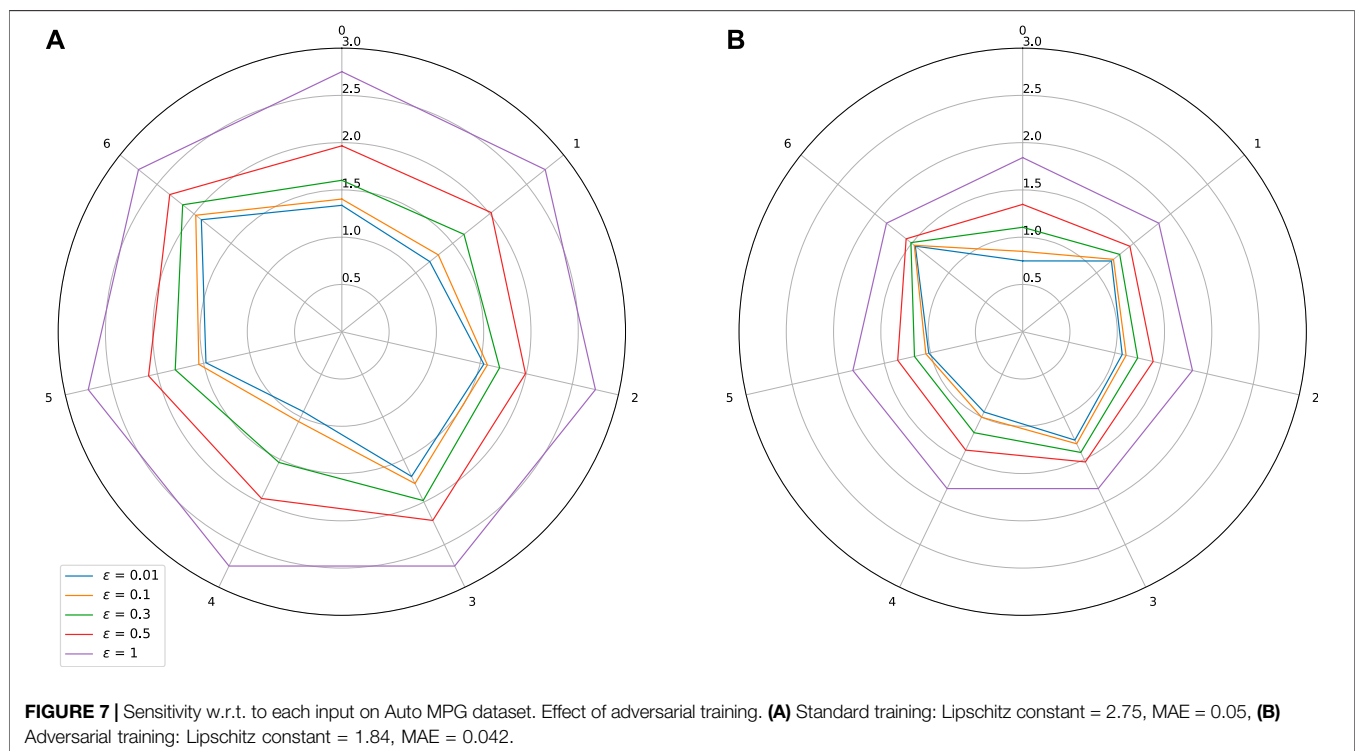 A
0
3.0
2.5
2.0
1.5
1.0
0.5
1
2
3
4
5
6
ε = 0.01
ε = 0.1
ε = 0.3
ε = 0.5
ε = 1
B
0
3.0
2.5
2.0
1.5
1.0
0.5
1
2
3
4
5
6
FIGURE 7 | Sensitivity w.r.t. to each input on Auto MPG dataset. Effect of adversarial training. (A) Standard training: Lipschitz constant = 2.75, MAE = 0.05, (B)
Adversarial training: Lipschitz constant = 1.84, MAE = 0.042.